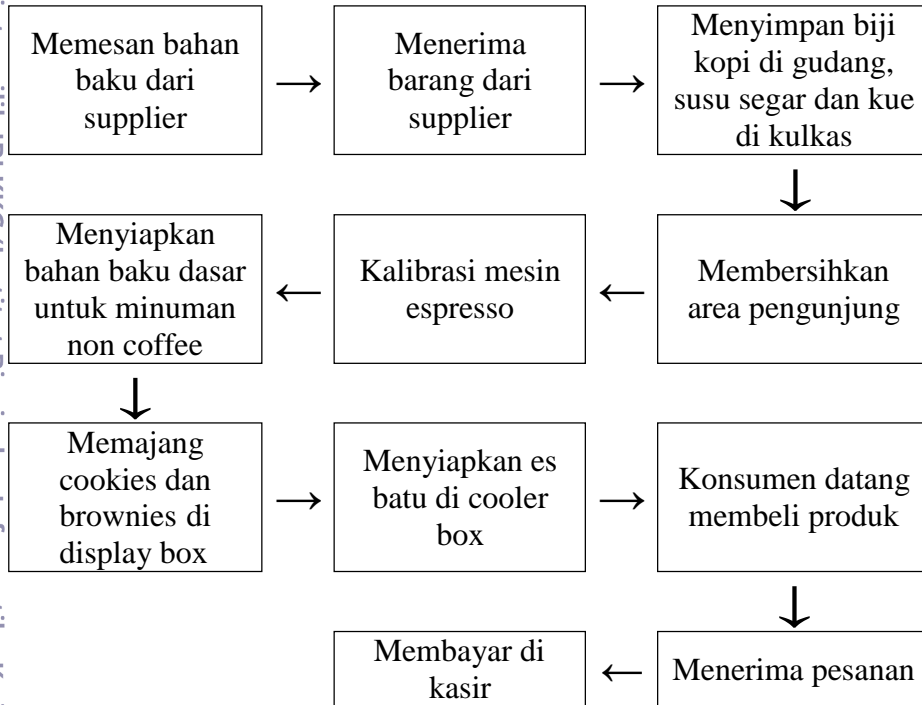 Memesan bahan
baku dari
supplier
→
Menerima
barang dari
supplier
→
Menyimpan biji
kopi di gudang,
susu segar dan kue
di kulkas
↓
Membersihkan
area pengunjung
←
Kalibrasi mesin
espresso
←
Menyiapkan
bahan baku dasar
untuk minuman
non coffee
↓
Memajang
cookies dan
brownies di
display box
→
Menyiapkan es
batu di cooler
box
→
Konsumen datang
membeli produk
↓
Menerima pesanan
←
Membayar di
kasir